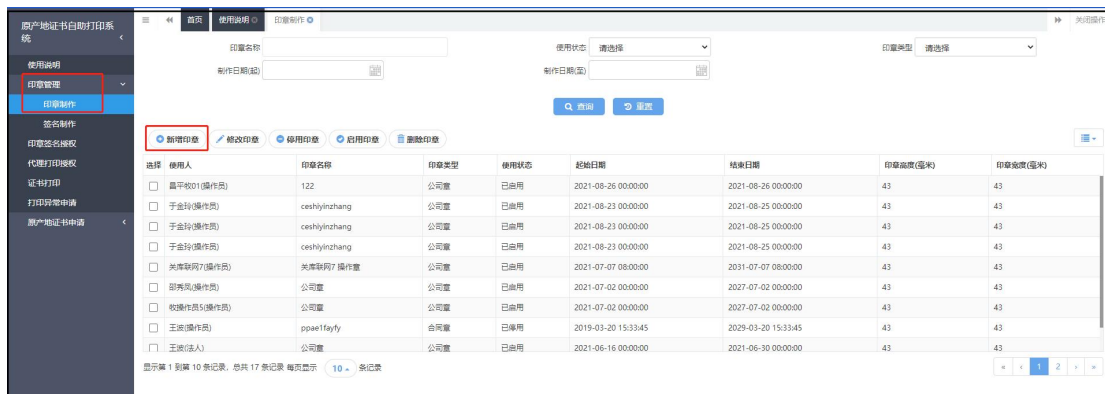 原产地证书自助打印系统
首页 使用说明 印章制作 关闭操作
使用说明
印章管理
印章制作
签名制作
印章签名授权
代理打印授权
证书打印
打印异常申请
原产地证书申请
印章名称 使用状态 请选择 印章类型 请选择
制作日期(起) 制作日期(至)
查询 重置
新增印章 修改印章 停用印章 启用印章 删除印章
选择 使用人 印章名称 印章类型 使用状态 起始日期 结束日期 印章高度(毫米) 印章宽度(毫米)
昌平牧01(操作员) 122 公司章 已启用 2021-08-26 00:00:00 2021-08-26 00:00:00 43 43
于金玲(操作员) ceshiyinzhang 公司章 已启用 2021-08-23 00:00:00 2021-08-25 00:00:00 43 43
于金玲(操作员) ceshiyinzhang 公司章 已启用 2021-08-23 00:00:00 2021-08-25 00:00:00 43 43
于金玲(操作员) ceshiyinzhang 公司章 已启用 2021-08-23 00:00:00 2021-08-25 00:00:00 43 43
关库联网7(操作员) 关库联网7 操作章 公司章 已启用 2021-07-07 08:00:00 2031-07-07 08:00:00 43 43
邵秀凤(操作员) 公司章 公司章 已启用 2021-07-02 00:00:00 2027-07-02 00:00:00 43 43
收操作员5(操作员) 公司章 公司章 已启用 2021-07-02 00:00:00 2027-07-02 00:00:00 43 43
王波(操作员) ppae1fayfy 合同章 已停用 2019-03-20 15:33:45 2029-03-20 15:33:45 43 43
王波(法人) 公司章 公司章 已启用 2021-06-16 00:00:00 2021-06-30 00:00:00 43 43
显示第 1 到第 10 条记录，总共 17 条记录 每页显示 10 条记录 « ‹ 1 2 › »